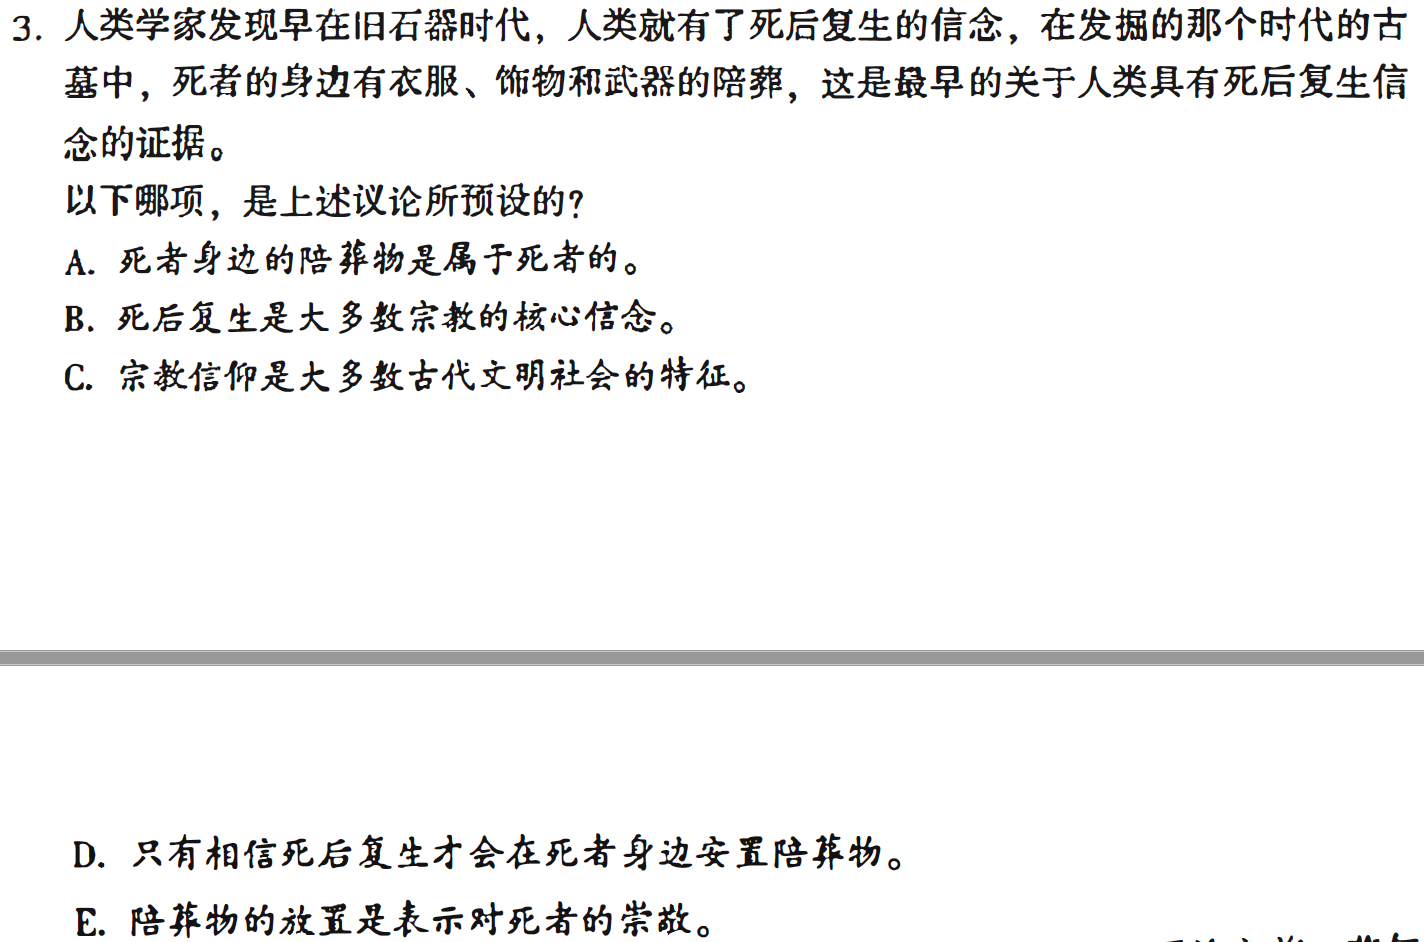 3. 人类学家发现早在旧石器时代，人类就有了死后复生的信念，在发掘的那个时代的古
墓中，死者的身边有衣服、饰物和武器的陪葬，这是最早的关于人类具有死后复生信
念的证据。
以下哪项，是上述议论所预设的？
A. 死者身边的陪葬物是属于死者的。
B. 死后复生是大多数宗教的核心信念。
C. 宗教信仰是大多数古代文明社会的特征。
D. 只有相信死后复生才会在死者身边安置陪葬物。
E. 陪葬物的放置是表示对死者的崇敬。